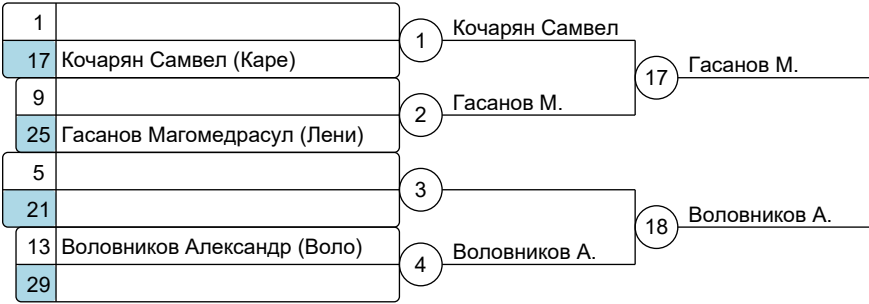 1
17 Кочарян Самвел (Каре)
9
25 Гасанов Магомедрасул (Лени)
5
21
13 Воловников Александр (Воло)
29
1 Кочарян Самвел
2 Гасанов М.
3
4 Воловников А.
17 Гасанов М.
18 Воловников А.